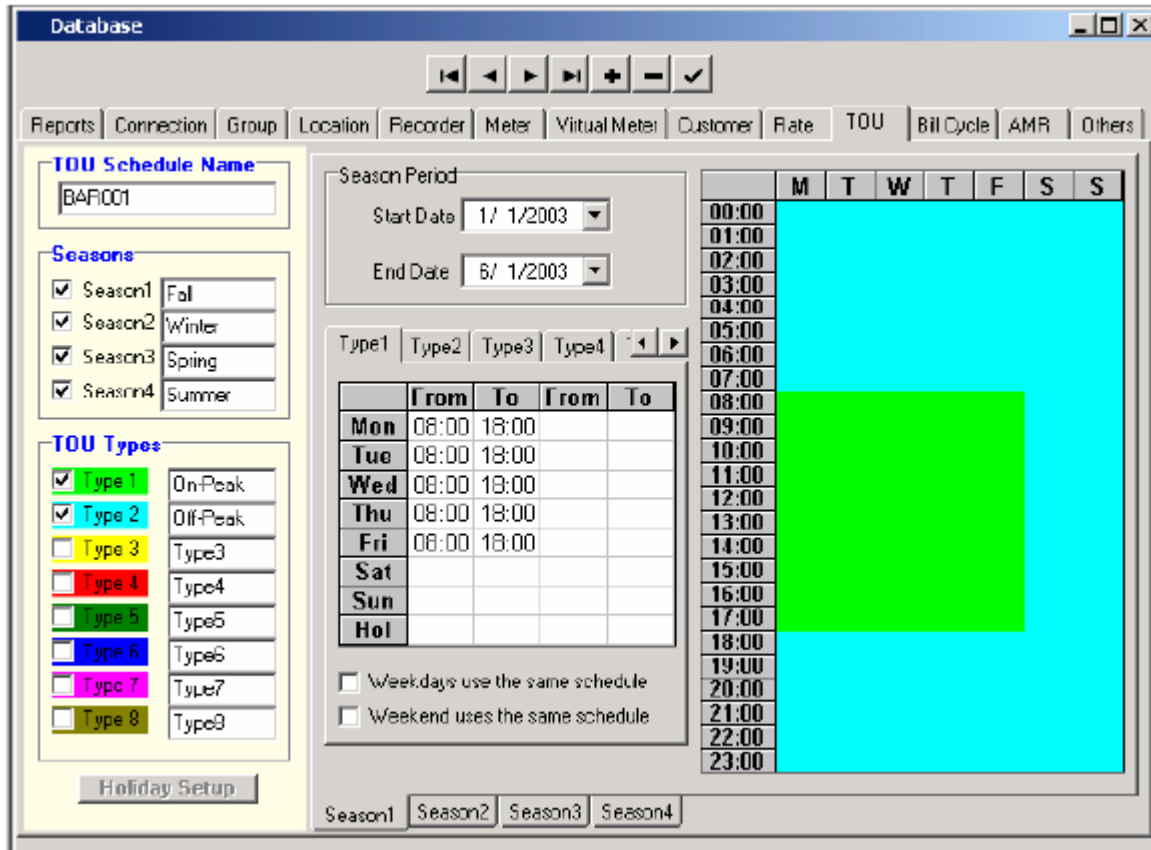 Database
Reports Connection Group Location Recorder Meter Virtual Meter Customer Rate TOU Bill Cycle AMR Others
TOU Schedule Name
BAR001
Seasons
Season1 Fall
Season2 Winter
Season3 Spring
Season4 Summer
TOU Types
Type 1 On-Peak
Type 2 Off-Peak
Type 3 Type3
Type 4 Type4
Type 5 Type5
Type 6 Type6
Type 7 Type7
Type 8 Type8
Holiday Setup
Season Period
Start Date 1/ 1/2003
End Date 6/ 1/2003
Type1 Type2 Type3 Type4
From To From To
Mon 08:00 18:00
Tue 08:00 18:00
Wed 08:00 18:00
Thu 08:00 18:00
Fri 08:00 18:00
Sat
Sun
Hol
Weekdays use the same schedule
Weekend uses the same schedule
Season1 Season2 Season3 Season4
M T W T F S S
00:00
01:00
02:00
03:00
04:00
05:00
06:00
07:00
08:00
09:00
10:00
11:00
12:00
13:00
14:00
15:00
16:00
17:00
18:00
19:00
20:00
21:00
22:00
23:00